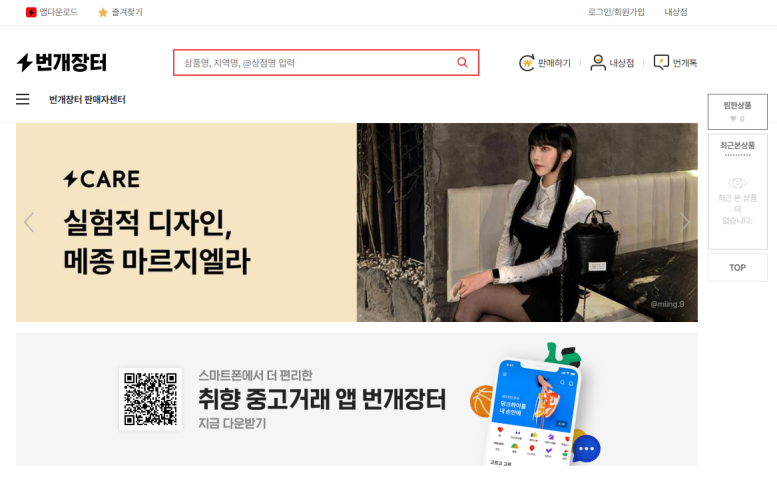 앱다운로드
즐겨찾기
로그인/회원가입
내상점
번개장터
상품명, 지역명, @상점명 입력
판매하기
내상점
번개톡
번개장터 판매자센터
찜한상품
0
최근본상품
최근 본 상품
이
없습니다.
TOP
CARE
실험적 디자인,
메종 마르지엘라
@miing.9
스마트폰에서 더 편리한
취향 중고거래 앱 번개장터
지금 다운받기